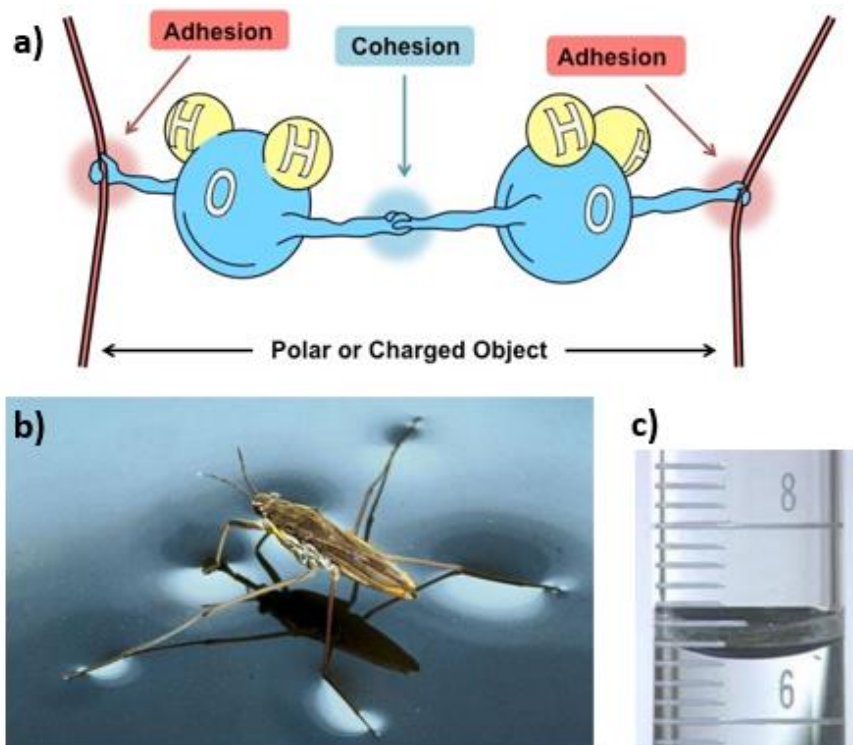 a)
Adhesion
Cohesion
Adhesion
H
H
O
H
H
O
Polar or Charged Object
b)
c)
8
6